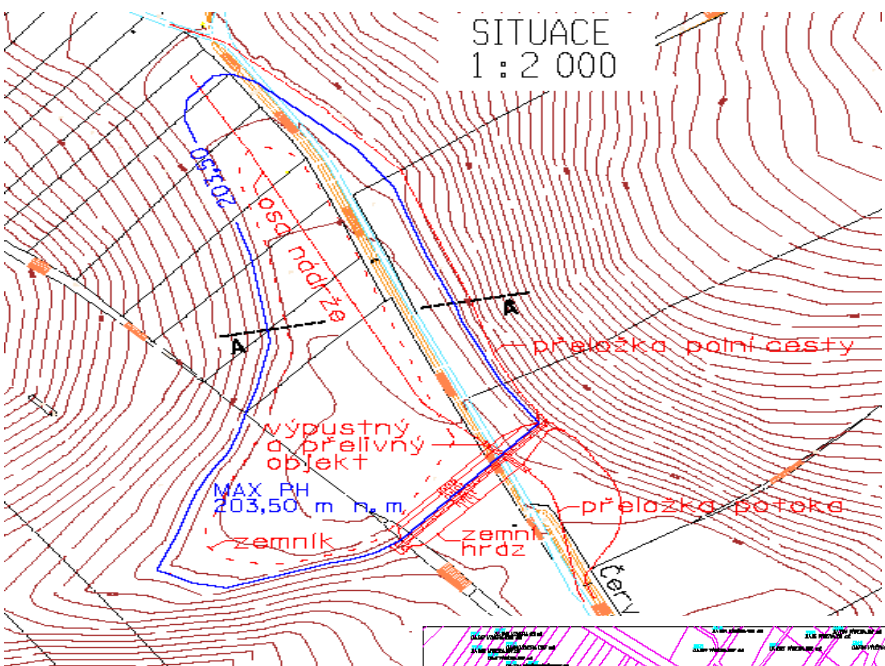 SITUACE
1 : 2 000
203,50
osa nádrže
A
A
přeložka polní cesty
výpustný
a přelivný
objekt
MAX PH
203,50 m n.m.
přeložka potoka
zemník
zemní
hráz